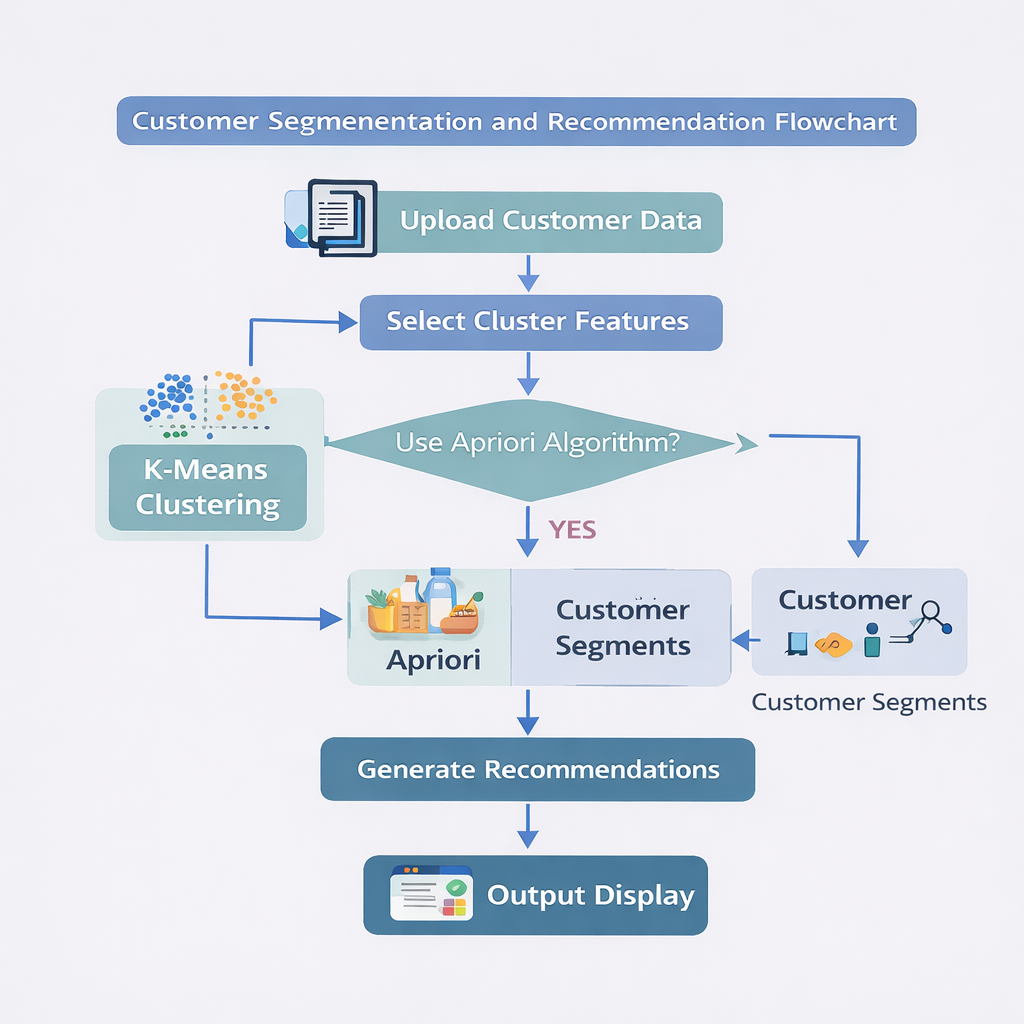 Customer Segmenentation and Recommendation Flowchart
Upload Customer Data
Select Cluster Features
Use Apriori Algorithm?
K-Means
Clustering
YES
Apriori
Customer
Segments
Customer
Customer Segments
Generate Recommendations
Output Display